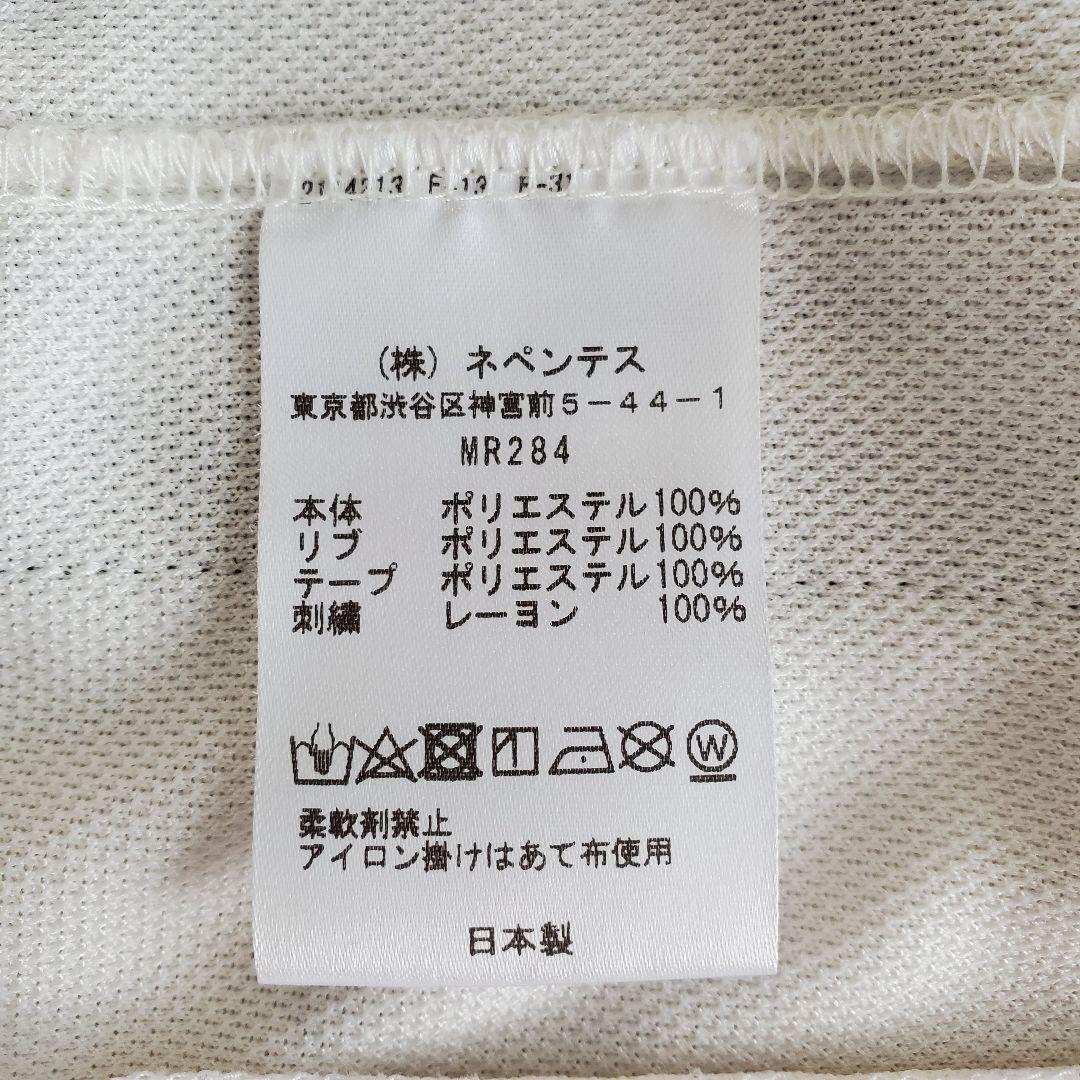 (株) ネペンテス
東京都渋谷区神宮前5-44-1
MR284
本体 ポリエステル100%
リブ ポリエステル100%
テープ ポリエステル100%
刺繍 レーヨン 100%
W
柔軟剤禁止
アイロン掛けはあて布使用
日本製